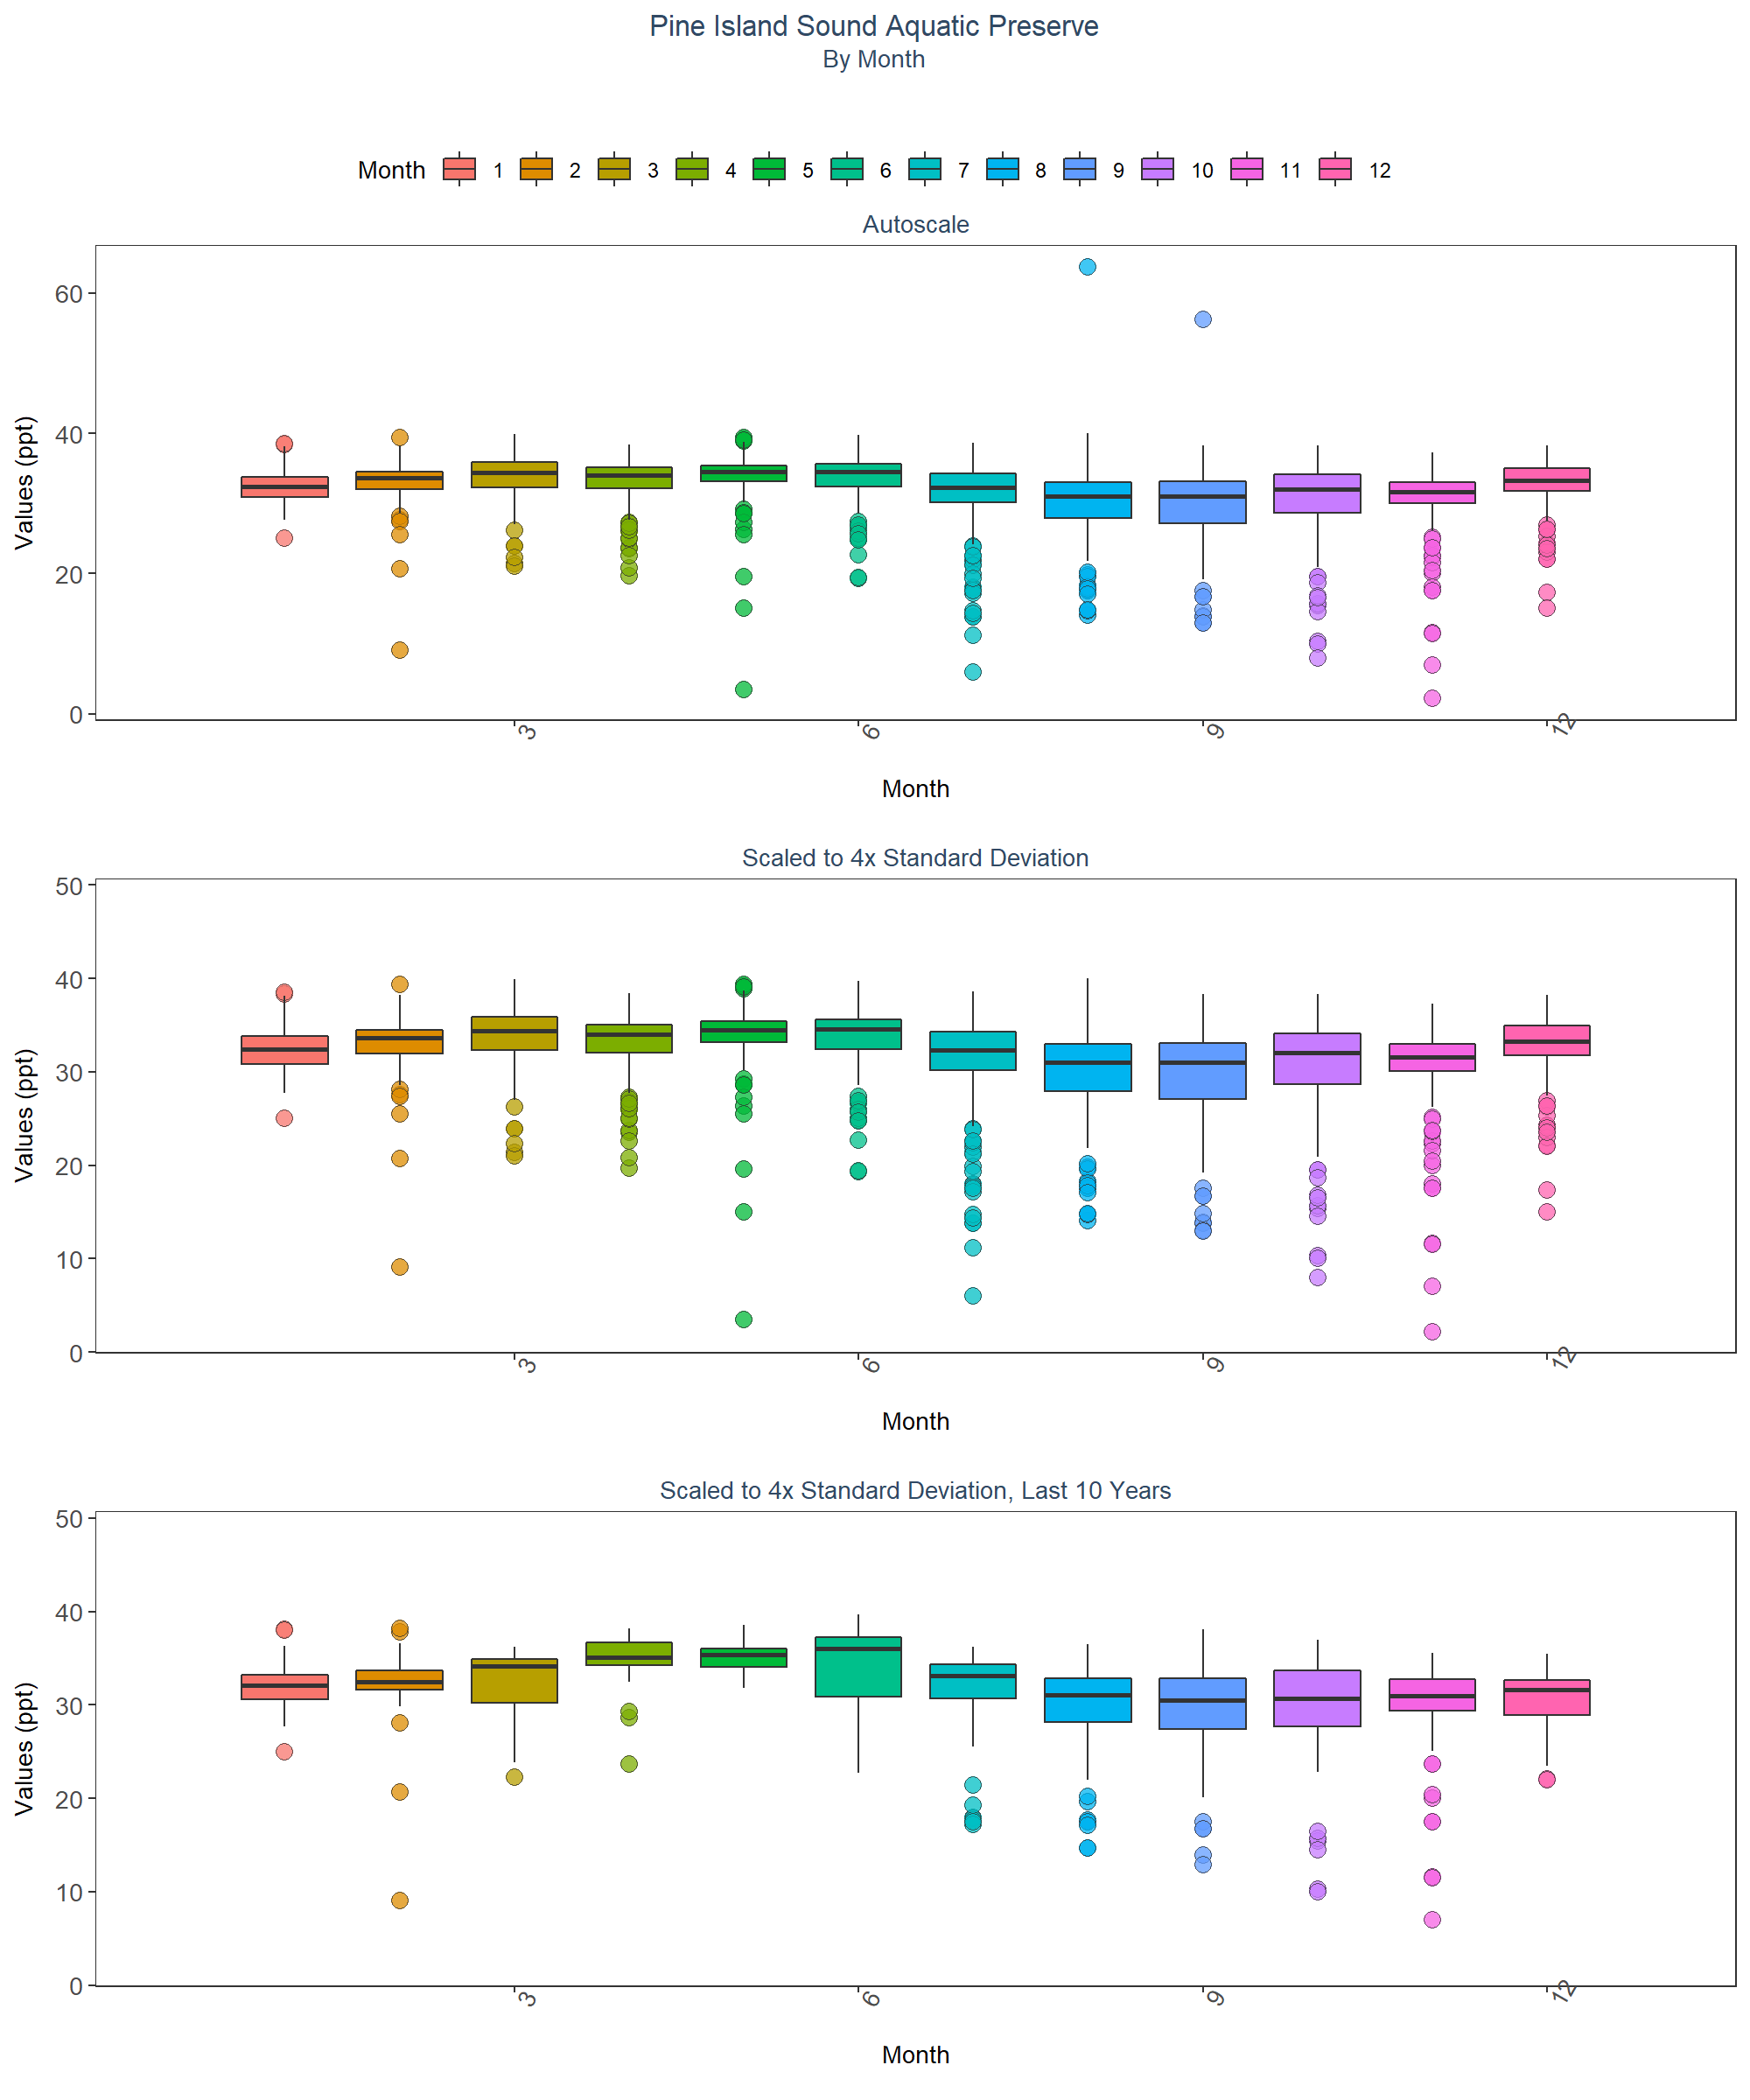 Pine Island Sound Aquatic Preserve
By Month
Month 1 2 3 4 5 6 7 8 9 10 11 12
Autoscale
Values (ppt)
60
40
20
0
3 6 9 12
Month
Scaled to 4x Standard Deviation
Values (ppt)
50
40
30
20
10
0
3 6 9 12
Month
Scaled to 4x Standard Deviation, Last 10 Years
Values (ppt)
50
40
30
20
10
0
3 6 9 12
Month